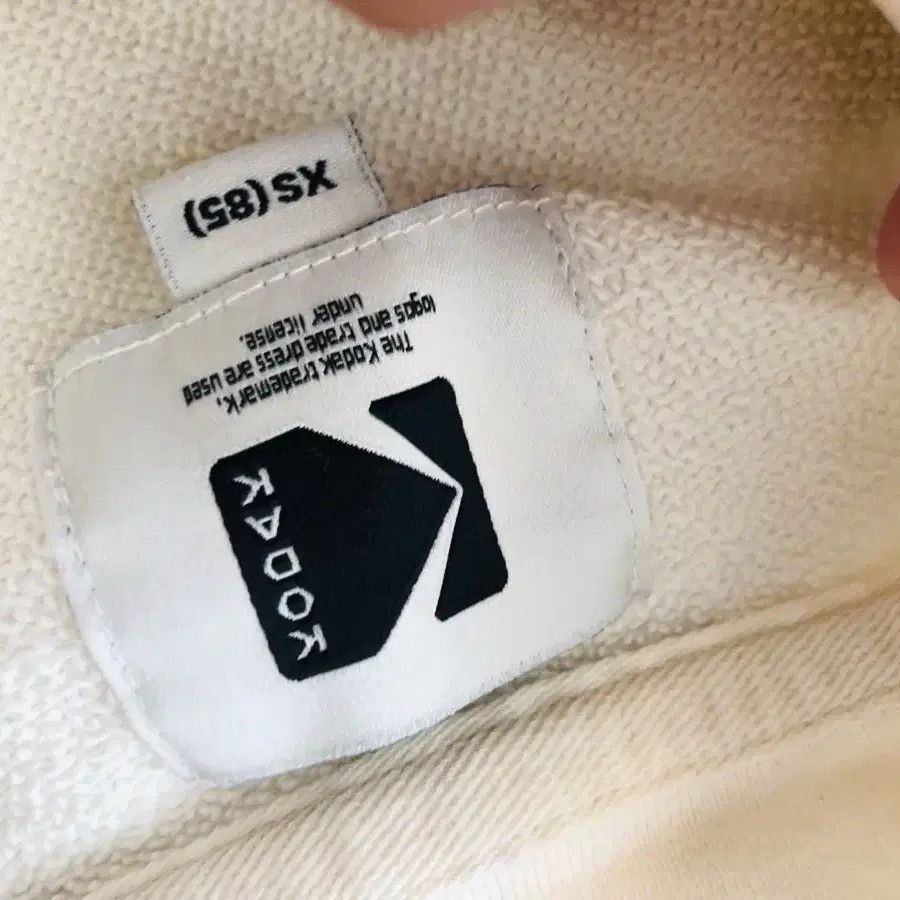 KODAK
The Kodak trademark,
logos and trade dress are used
under license.
XS (85)